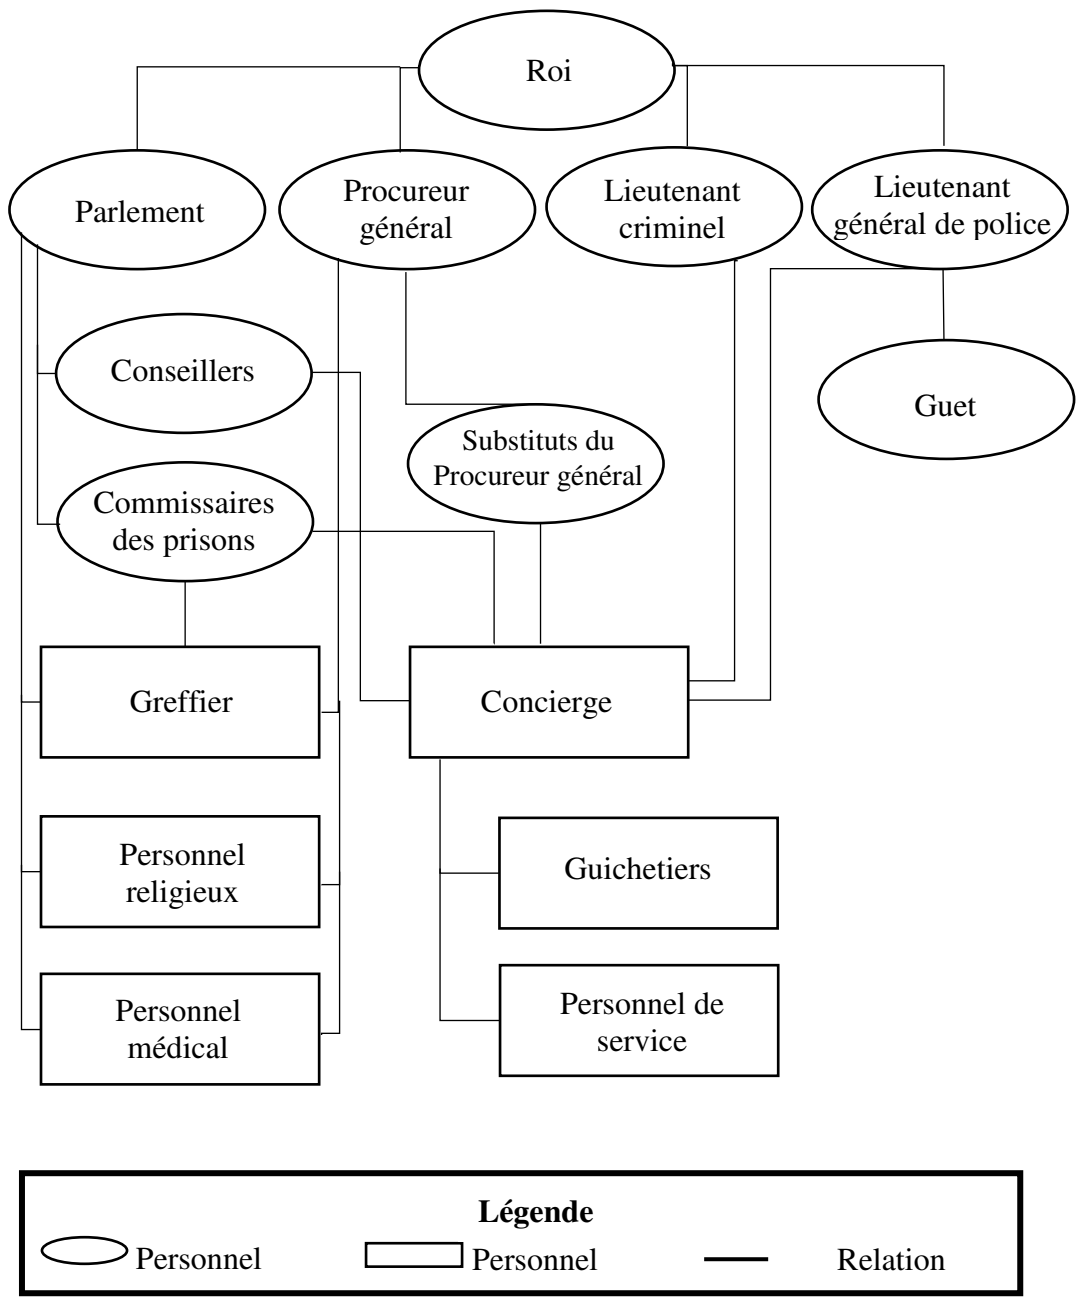 Roi
Parlement
Procureur
général
Lieutenant
criminel
Lieutenant
général de police
Conseillers
Guet
Substituts du
Procureur général
Commissaires
des prisons
Greffier
Concierge
Personnel
religieux
Guichetiers
Personnel
médical
Personnel de
service
Légende
Personnel
Personnel
Relation